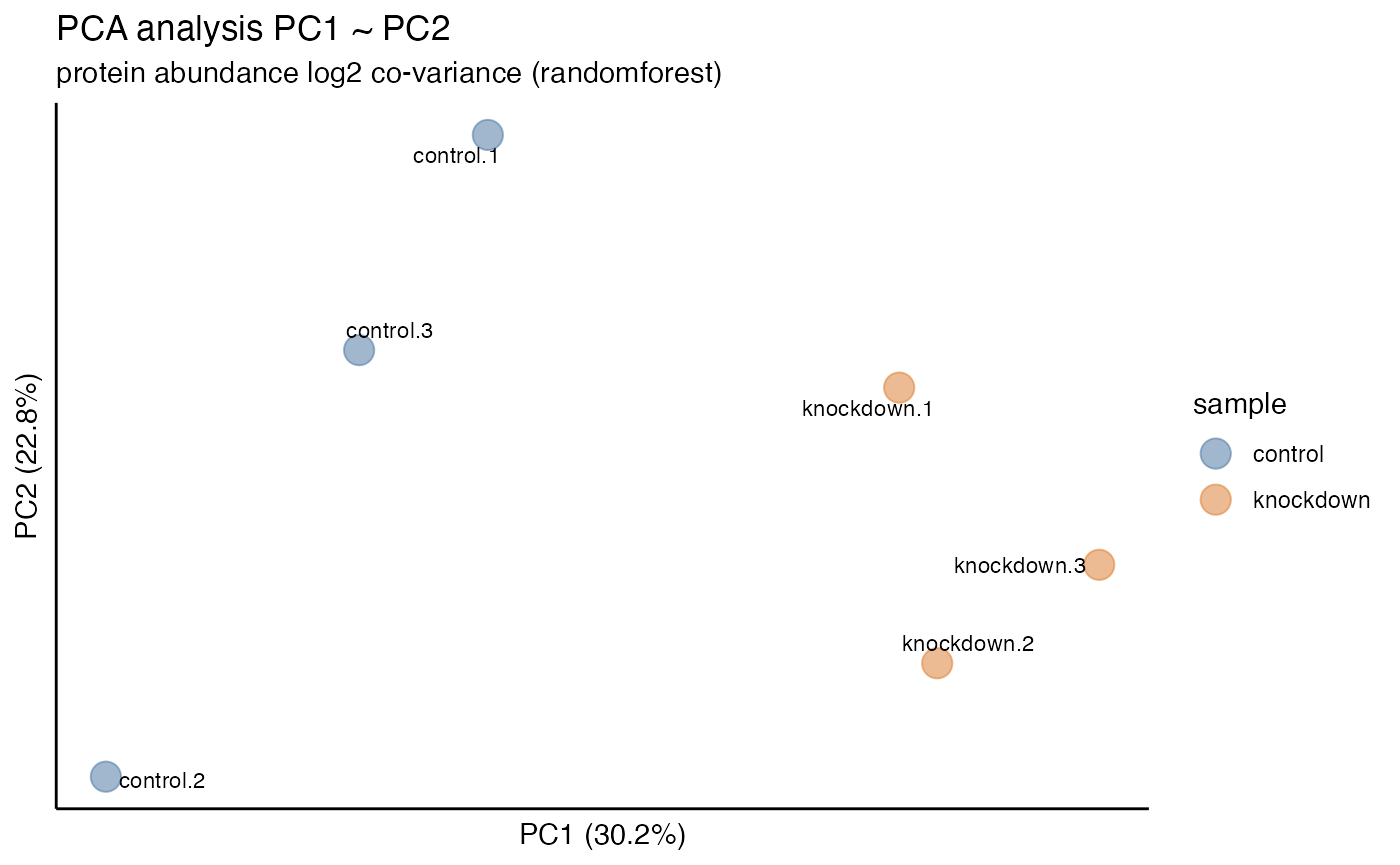 PCA analysis PC1 ~ PC2
protein abundance log2 co-variance (randomforest)
control.1
control.3
knockdown.1
knockdown.3
knockdown.2
control.2
PC2 (22.8%)
PC1 (30.2%)
sample
control
knockdown